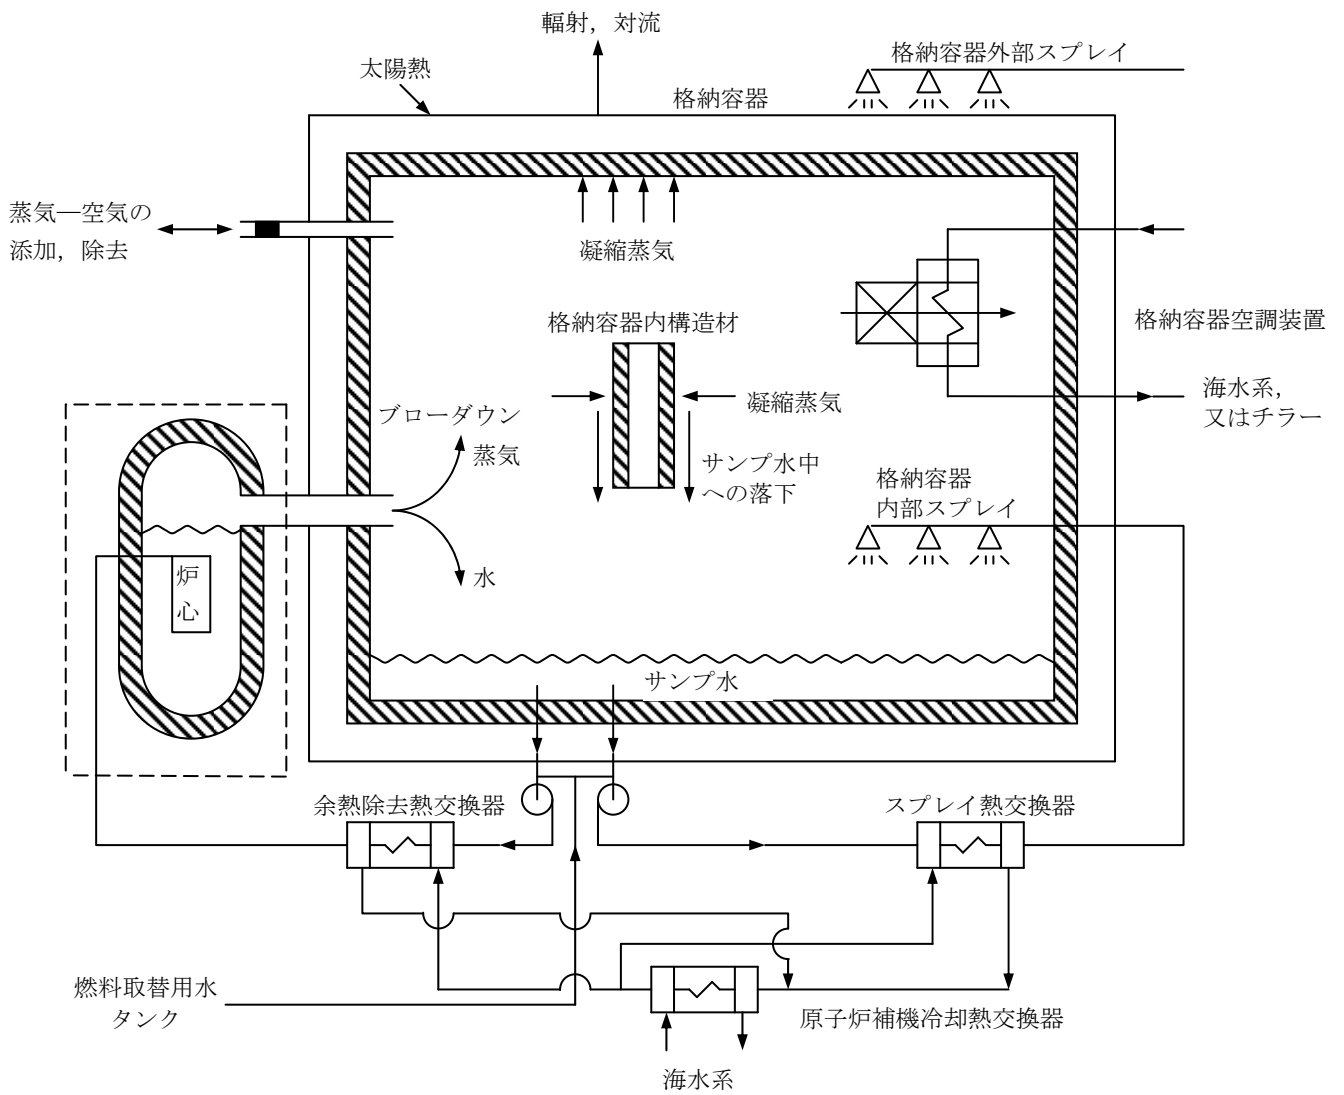 輻射，対流
格納容器外部スプレイ
太陽熱
格納容器
蒸気―空気の
添加，除去
凝縮蒸気
格納容器内構造材
格納容器空調装置
海水系，
又はチラー
凝縮蒸気
ブローダウン
蒸気
サンプ水中
への落下
格納容器
内部スプレイ
水
炉
心
サンプ水
余熱除去熱交換器
スプレイ熱交換器
燃料取替用水
タンク
原子炉補機冷却熱交換器
海水系